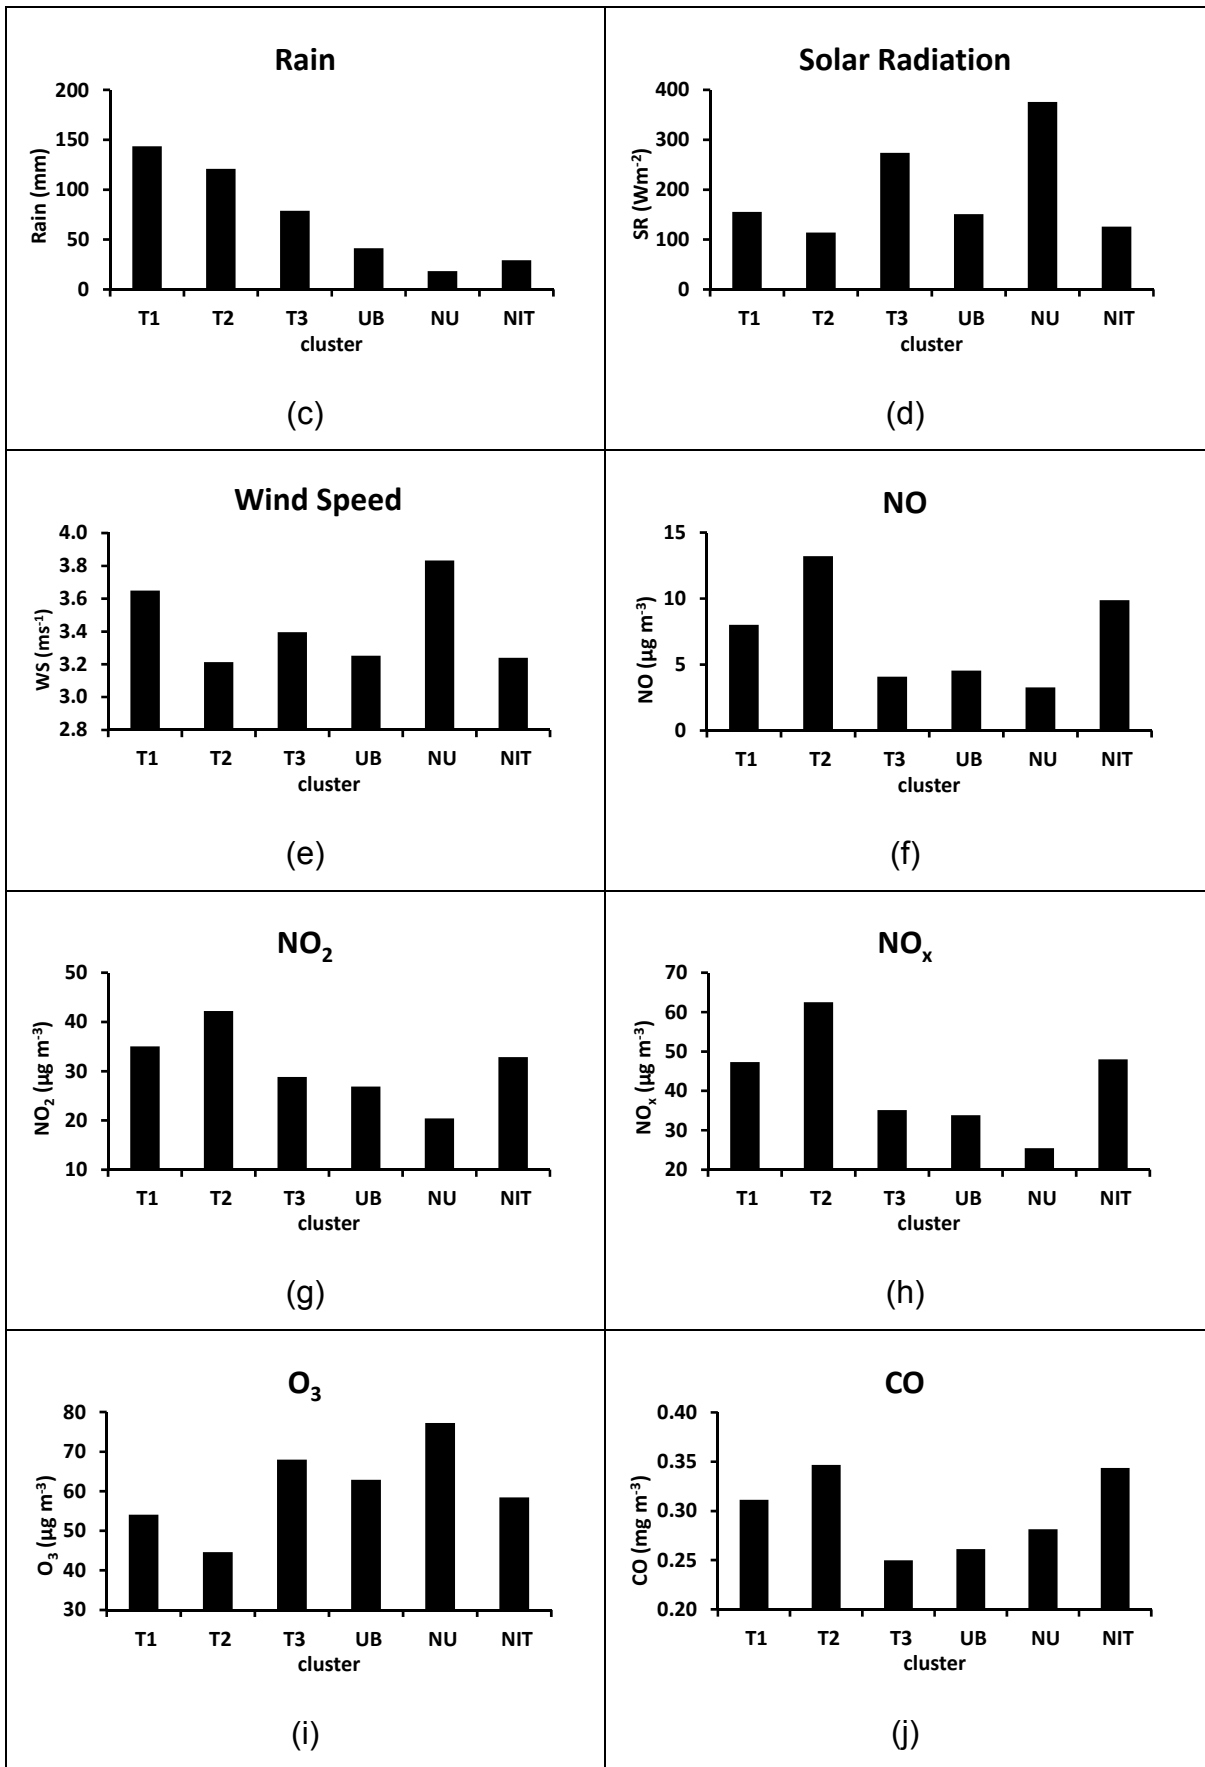 Rain
200
150
100
50
0
Rain (mm)
T1 T2 T3 UB NU NIT
cluster
(c)
Solar Radiation
400
300
200
100
0
SR (Wm⁻²)
T1 T2 T3 UB NU NIT
cluster
(d)
Wind Speed
4.0
3.8
3.6
3.4
3.2
3.0
2.8
WS (ms⁻¹)
T1 T2 T3 UB NU NIT
cluster
(e)
NO
15
10
5
0
NO (µg m⁻³)
T1 T2 T3 UB NU NIT
cluster
(f)
NO₂
50
40
30
20
10
NO₂ (µg m⁻³)
T1 T2 T3 UB NU NIT
cluster
(g)
NOₓ
70
60
50
40
30
20
NOₓ (µg m⁻³)
T1 T2 T3 UB NU NIT
cluster
(h)
O₃
80
70
60
50
40
30
O₃ (µg m⁻³)
T1 T2 T3 UB NU NIT
cluster
(i)
CO
0.40
0.35
0.30
0.25
0.20
CO (mg m⁻³)
T1 T2 T3 UB NU NIT
cluster
(j)